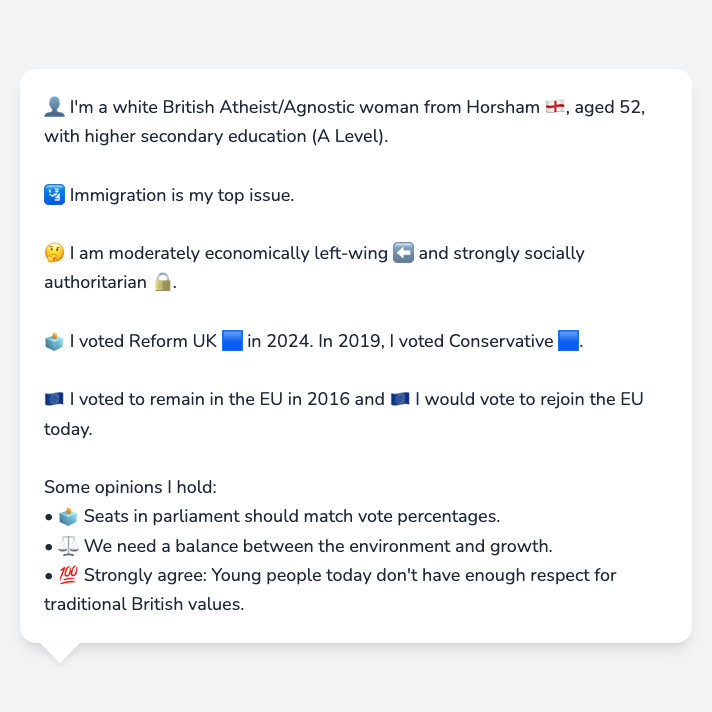 👤 I'm a white British Atheist/Agnostic woman from Horsham 🏴󠁧󠁢󠁥󠁮󠁧󠁿, aged 52,
with higher secondary education (A Level).
🛂 Immigration is my top issue.
🤔 I am moderately economically left-wing ⬅️ and strongly socially
authoritarian 🔒.
🗳️ I voted Reform UK 🟦 in 2024. In 2019, I voted Conservative 🟦.
🇪🇺 I voted to remain in the EU in 2016 and 🇪🇺 I would vote to rejoin the EU
today.
Some opinions I hold:
• 🗳️ Seats in parliament should match vote percentages.
• ⚖️ We need a balance between the environment and growth.
• 💯 Strongly agree: Young people today don't have enough respect for
traditional British values.